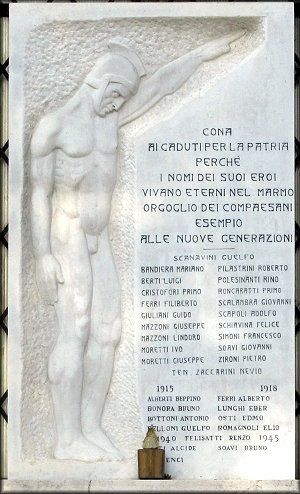 CONA
AI CADUTI PER LA PATRIA
PERCHÉ
I NOMI DEI SUOI EROI
VIVANO ETERNI NEL MARMO
ORGOGLIO DEI COMPAESANI
ESEMPIO
ALLE NUOVE GENERAZIONI
SCANAVINI GUELFO
BANDIERA MARIANO PILASTRINI ROBERTO
BERTI LUIGI POLESINANTI RINO
CRISTOFORI PRIMO RONCARATTI PRIMO
FERRI FILIBERTO SCALAMBRA GIOVANNI
GIULIANI GUIDO SCAPOLI ADOLFO
MAZZONI GIUSEPPE SCHIAVINA FELICE
MAZZONI LINDORO SIMONI FRANCESCO
MORETTI IVO SOAVI GIOVANNI
MORETTI GIUSEPPE ZIRONI PIETRO
TEN. ZACCARINI NEVIO
1915 1918
ALBERTI BEPPINO FERRI ALBERTO
BONORA BRUNO LUNGHI EBER
BUTTONI ANTONIO OSTI EDMO
BELLONI GUELFO ROMAGNOLI ELIO
1940 FELISATTI RENZO 1945
ALCIDE SOAVI BRUNO